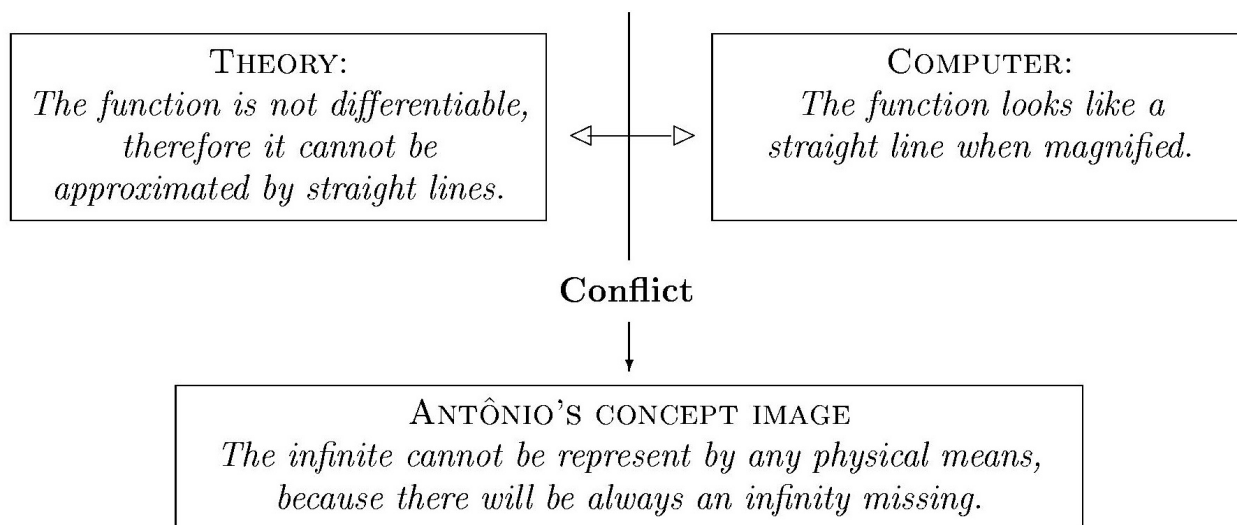 THEORY:
The function is not differentiable,
therefore it cannot be
approximated by straight lines.
COMPUTER:
The function looks like a
straight line when magnified.
Conflict
ANTÔNIO'S CONCEPT IMAGE
The infinite cannot be represent by any physical means,
because there will be always an infinity missing.